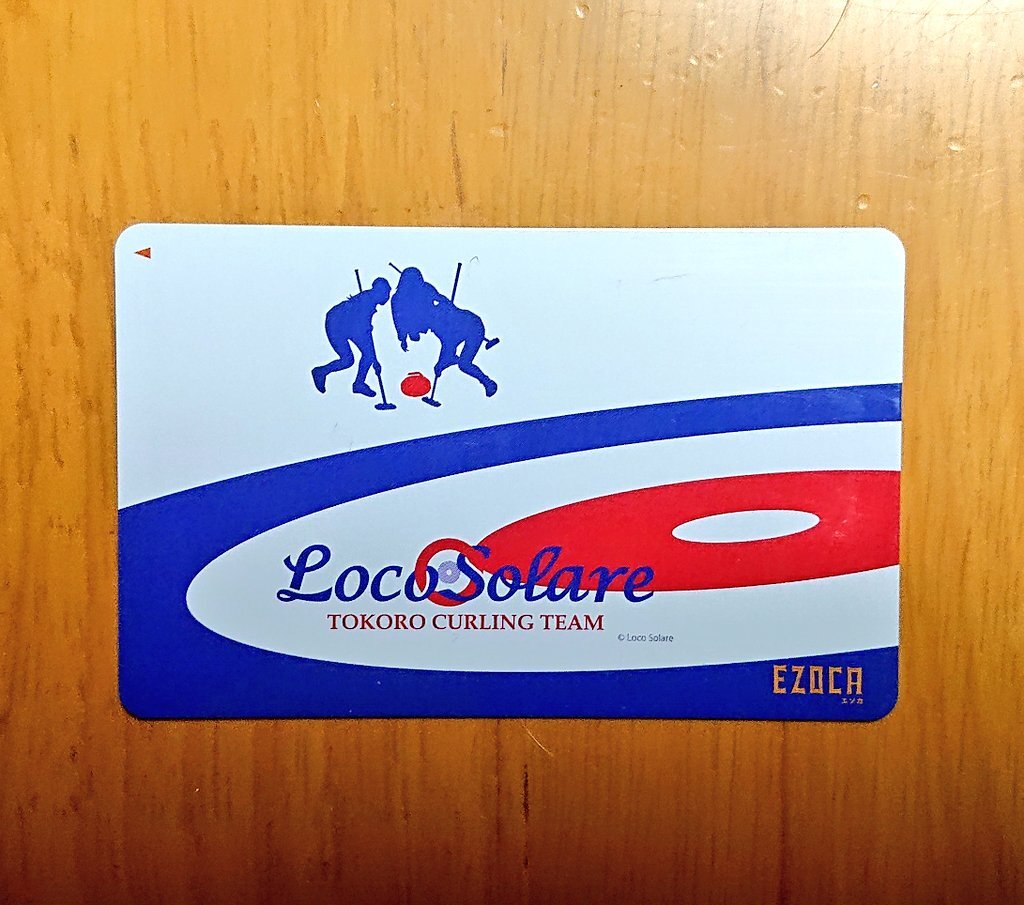 LocoSolare
TOKORO CURLING TEAM
© Loco Solare
EZOCA
エゾカ